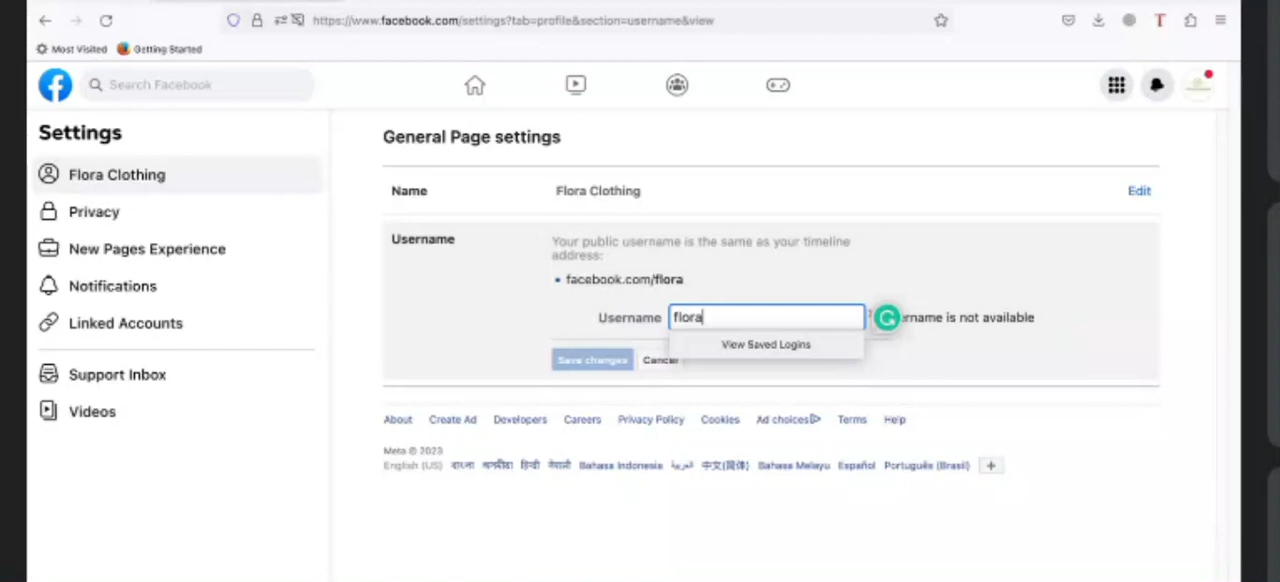 https://www.facebook.com/settings?tab=profile&section=username&view
Most Visited Getting Started
Search Facebook
Settings
Flora Clothing
Privacy
New Pages Experience
Notifications
Linked Accounts
Support Inbox
Videos
General Page settings
Name Flora Clothing Edit
Username Your public username is the same as your timeline
address:
• facebook.com/flora
Username flora rname is not available
View Saved Logins
Save changes Cancel
About Create Ad Developers Careers Privacy Policy Cookies Ad choices Terms Help
Meta © 2023
English (US) বাংলা অসমীয়া हिन्दी नेपाली Bahasa Indonesia العربية 中文(简体) Bahasa Melayu Español Português (Brasil) +